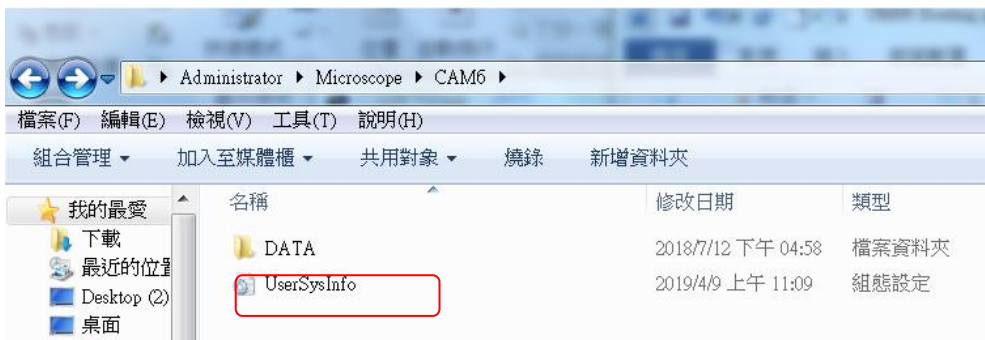 Administrator ▸ Microscope ▸ CAM6 ▸
檔案(F) 編輯(E) 檢視(V) 工具(T) 說明(H)
組合管理 加入至媒體櫃 共用對象 燒錄 新增資料夾
我的最愛
下載
最近的位置
Desktop (2)
桌面
名稱 修改日期 類型
DATA 2018/7/12 下午 04:58 檔案資料夾
UserSysInfo 2019/4/9 上午 11:09 組態設定